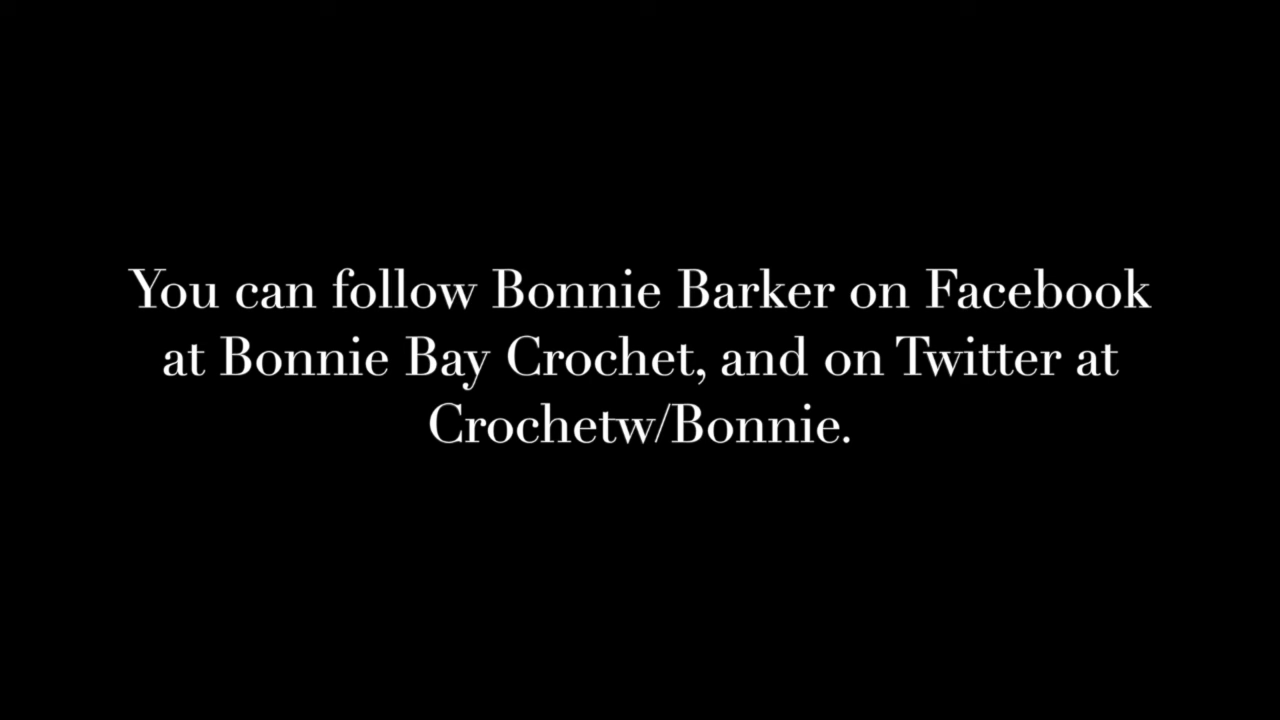 You can follow Bonnie Barker on Facebook
at Bonnie Bay Crochet, and on Twitter at
Crochetw/Bonnie.